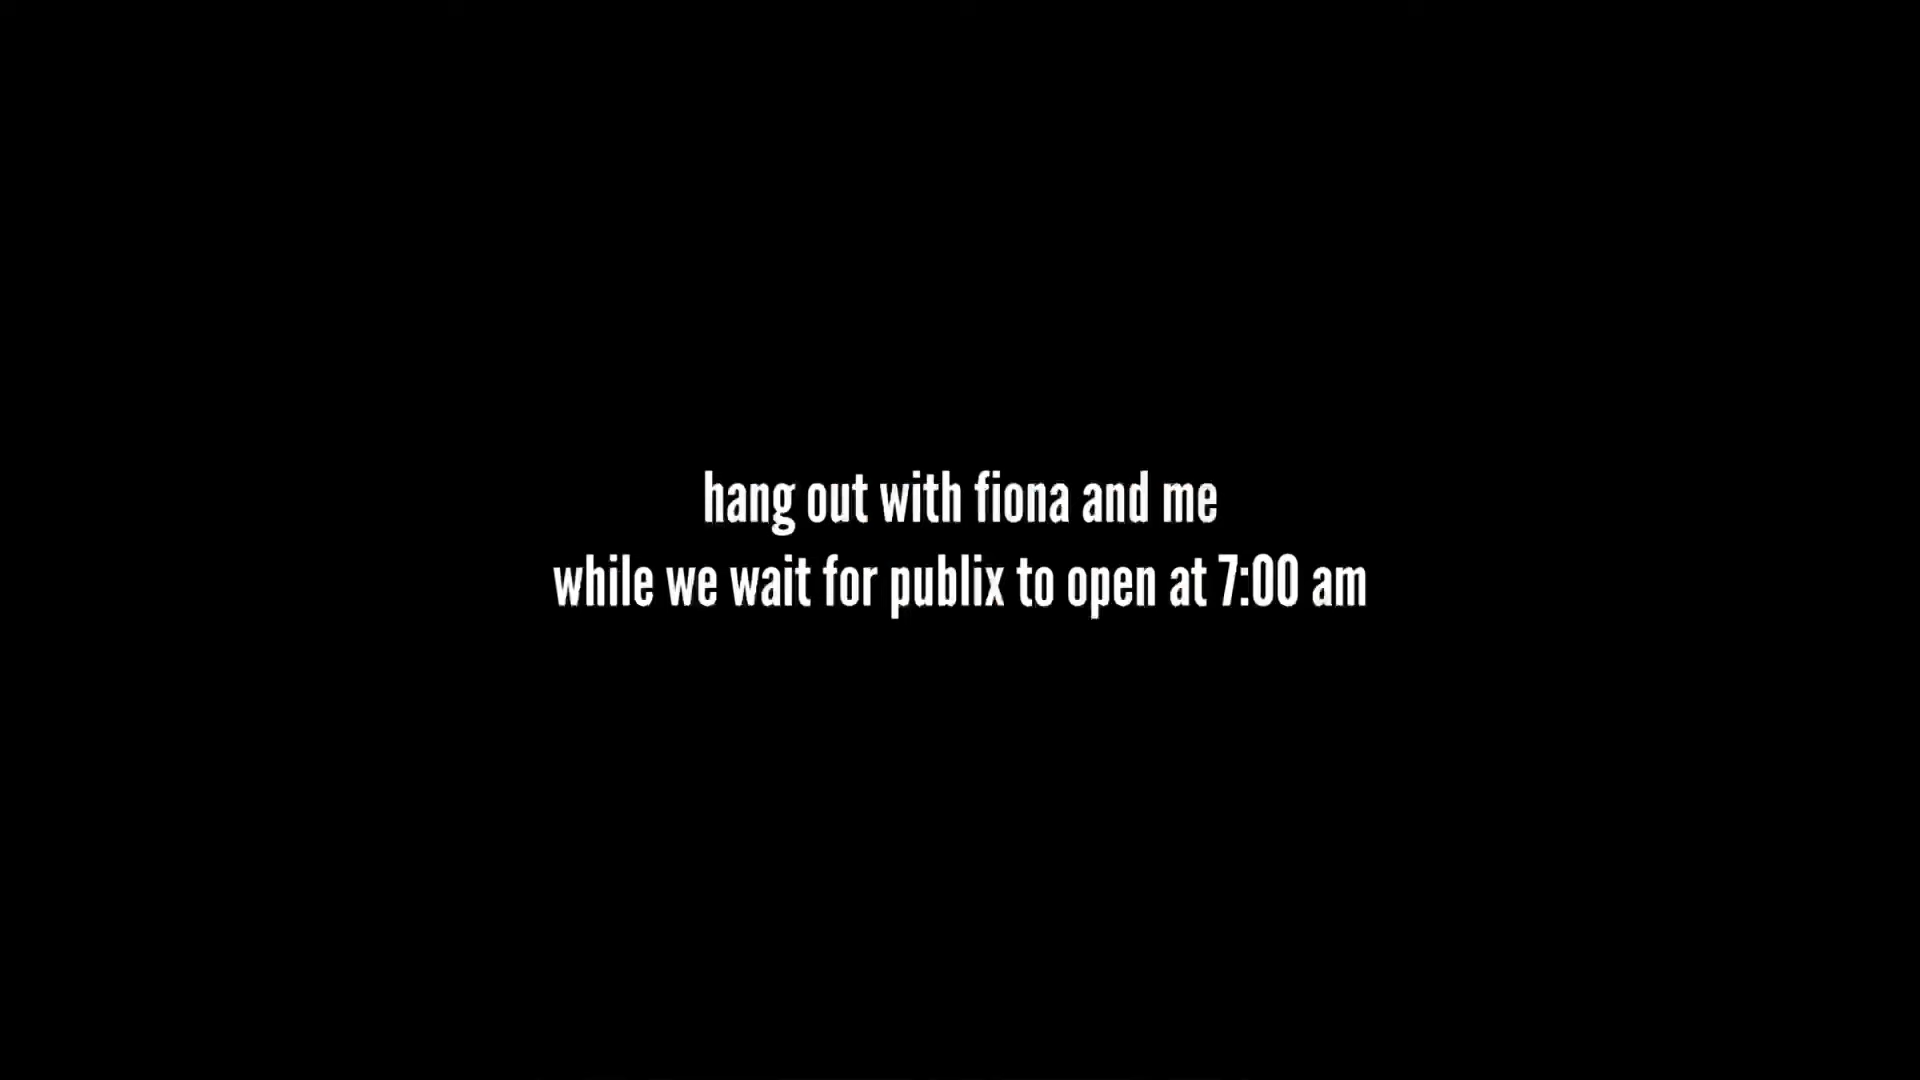 hang out with fiona and me
while we wait for publix to open at 7:00 am